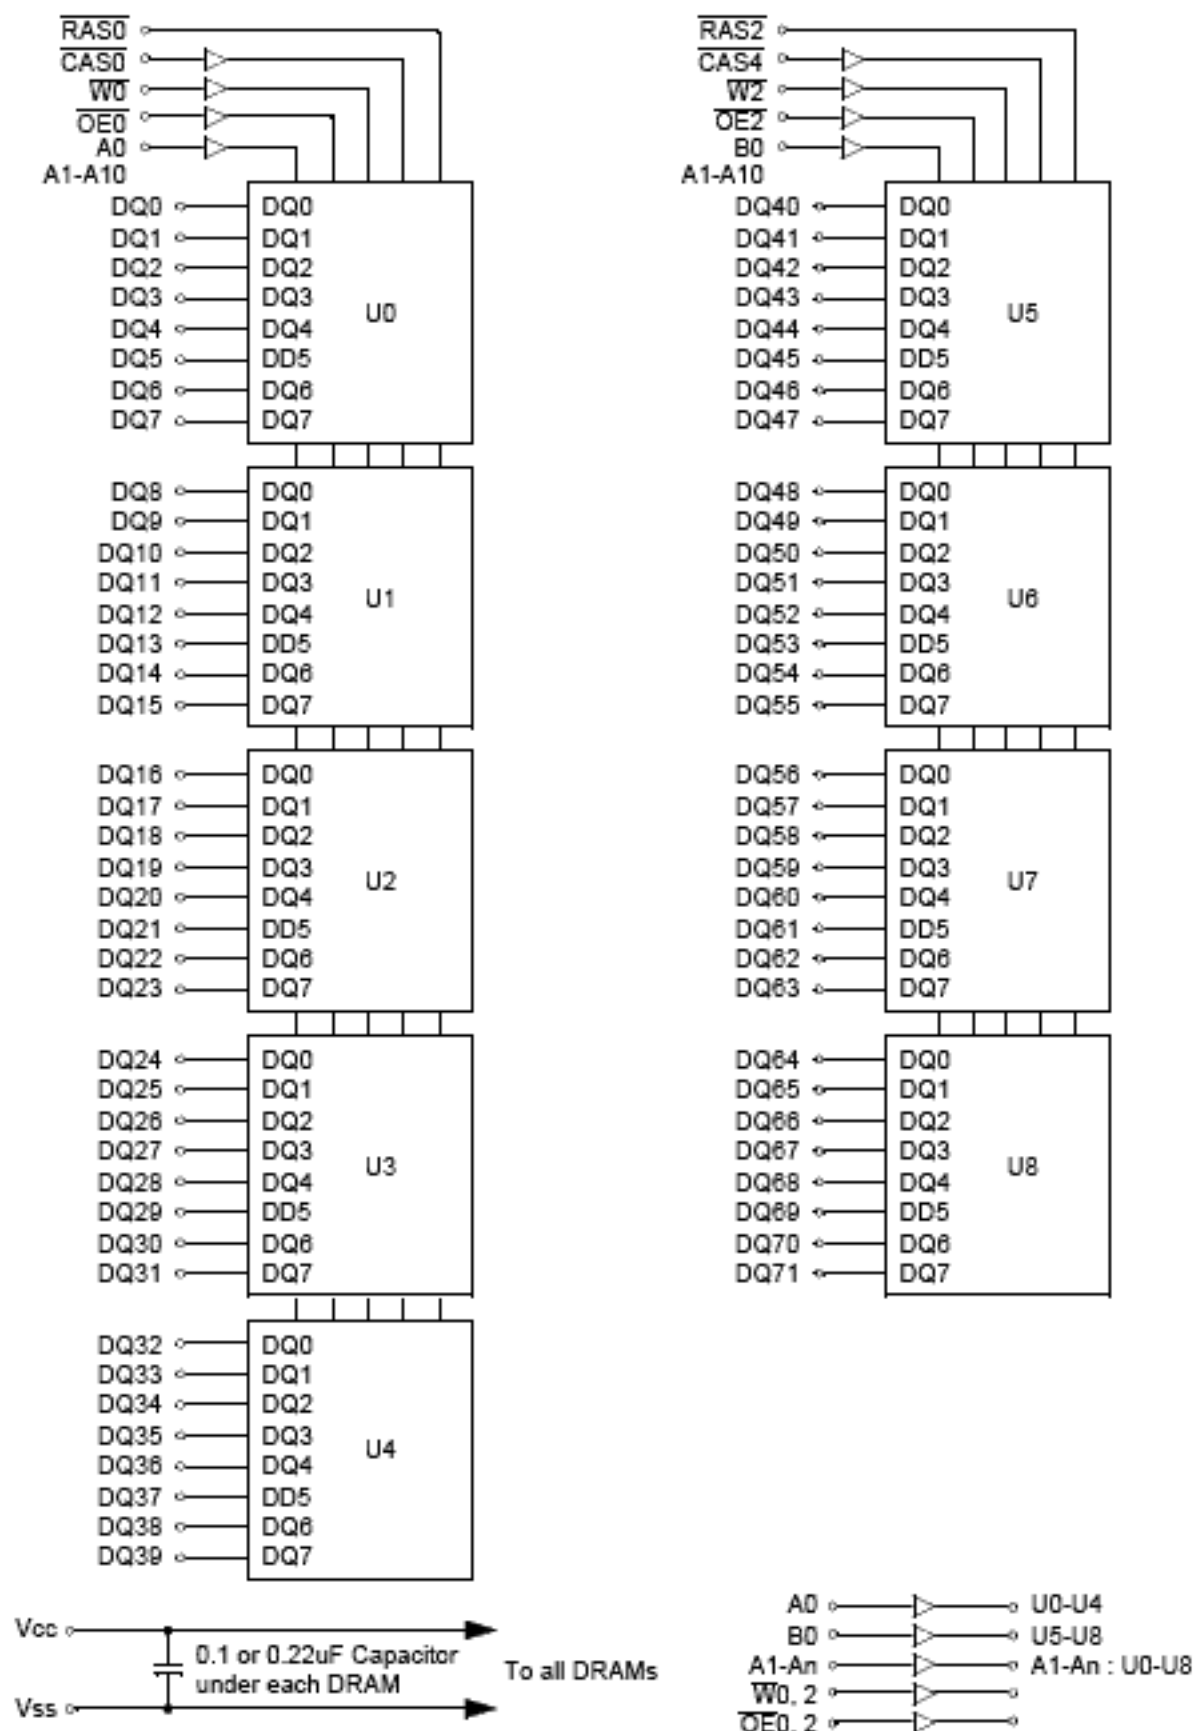 RAS0
CAS0
W0
OE0
A0
A1-A10
DQ0 DQ0
DQ1 DQ1
DQ2 DQ2
DQ3 DQ3
DQ4 DQ4
DQ5 DD5
DQ6 DQ6
DQ7 DQ7
U0
DQ8 DQ0
DQ9 DQ1
DQ10 DQ2
DQ11 DQ3
DQ12 DQ4
DQ13 DD5
DQ14 DQ6
DQ15 DQ7
U1
DQ16 DQ0
DQ17 DQ1
DQ18 DQ2
DQ19 DQ3
DQ20 DQ4
DQ21 DD5
DQ22 DQ6
DQ23 DQ7
U2
DQ24 DQ0
DQ25 DQ1
DQ26 DQ2
DQ27 DQ3
DQ28 DQ4
DQ29 DD5
DQ30 DQ6
DQ31 DQ7
U3
DQ32 DQ0
DQ33 DQ1
DQ34 DQ2
DQ35 DQ3
DQ36 DQ4
DQ37 DD5
DQ38 DQ6
DQ39 DQ7
U4
RAS2
CAS4
W2
OE2
B0
A1-A10
DQ40 DQ0
DQ41 DQ1
DQ42 DQ2
DQ43 DQ3
DQ44 DQ4
DQ45 DD5
DQ46 DQ6
DQ47 DQ7
U5
DQ48 DQ0
DQ49 DQ1
DQ50 DQ2
DQ51 DQ3
DQ52 DQ4
DQ53 DD5
DQ54 DQ6
DQ55 DQ7
U6
DQ56 DQ0
DQ57 DQ1
DQ58 DQ2
DQ59 DQ3
DQ60 DQ4
DQ61 DD5
DQ62 DQ6
DQ63 DQ7
U7
DQ64 DQ0
DQ65 DQ1
DQ66 DQ2
DQ67 DQ3
DQ68 DQ4
DQ69 DD5
DQ70 DQ6
DQ71 DQ7
U8
Vcc
0.1 or 0.22uF Capacitor
under each DRAM
To all DRAMs
Vss
A0 U0-U4
B0 U5-U8
A1-An A1-An : U0-U8
W0, 2
OE0, 2